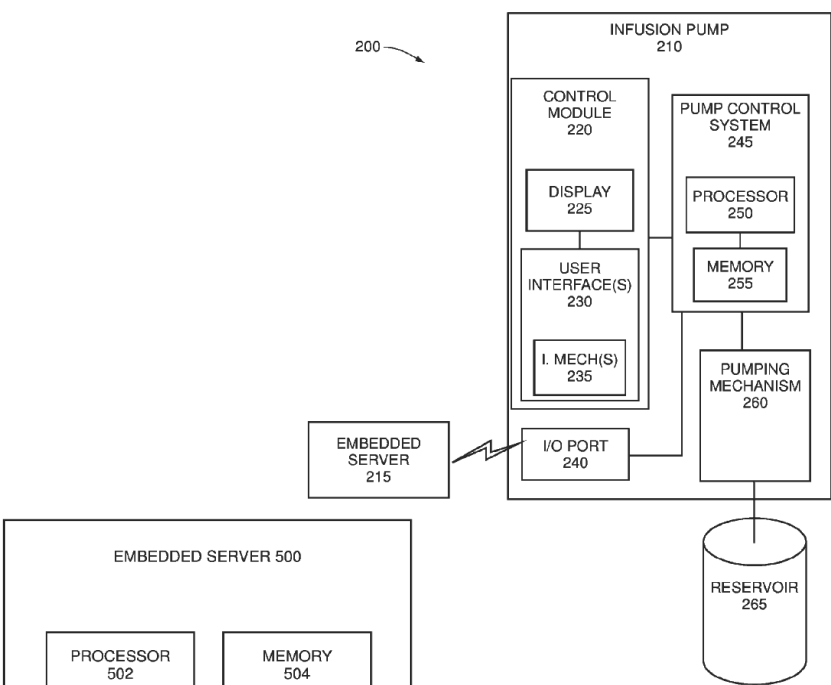 200
INFUSION PUMP
210
CONTROL
MODULE
220
DISPLAY
225
USER
INTERFACE(S)
230
I. MECH(S)
235
PUMP CONTROL
SYSTEM
245
PROCESSOR
250
MEMORY
255
PUMPING
MECHANISM
260
I/O PORT
240
EMBEDDED
SERVER
215
RESERVOIR
265
EMBEDDED SERVER 500
PROCESSOR
502
MEMORY
504